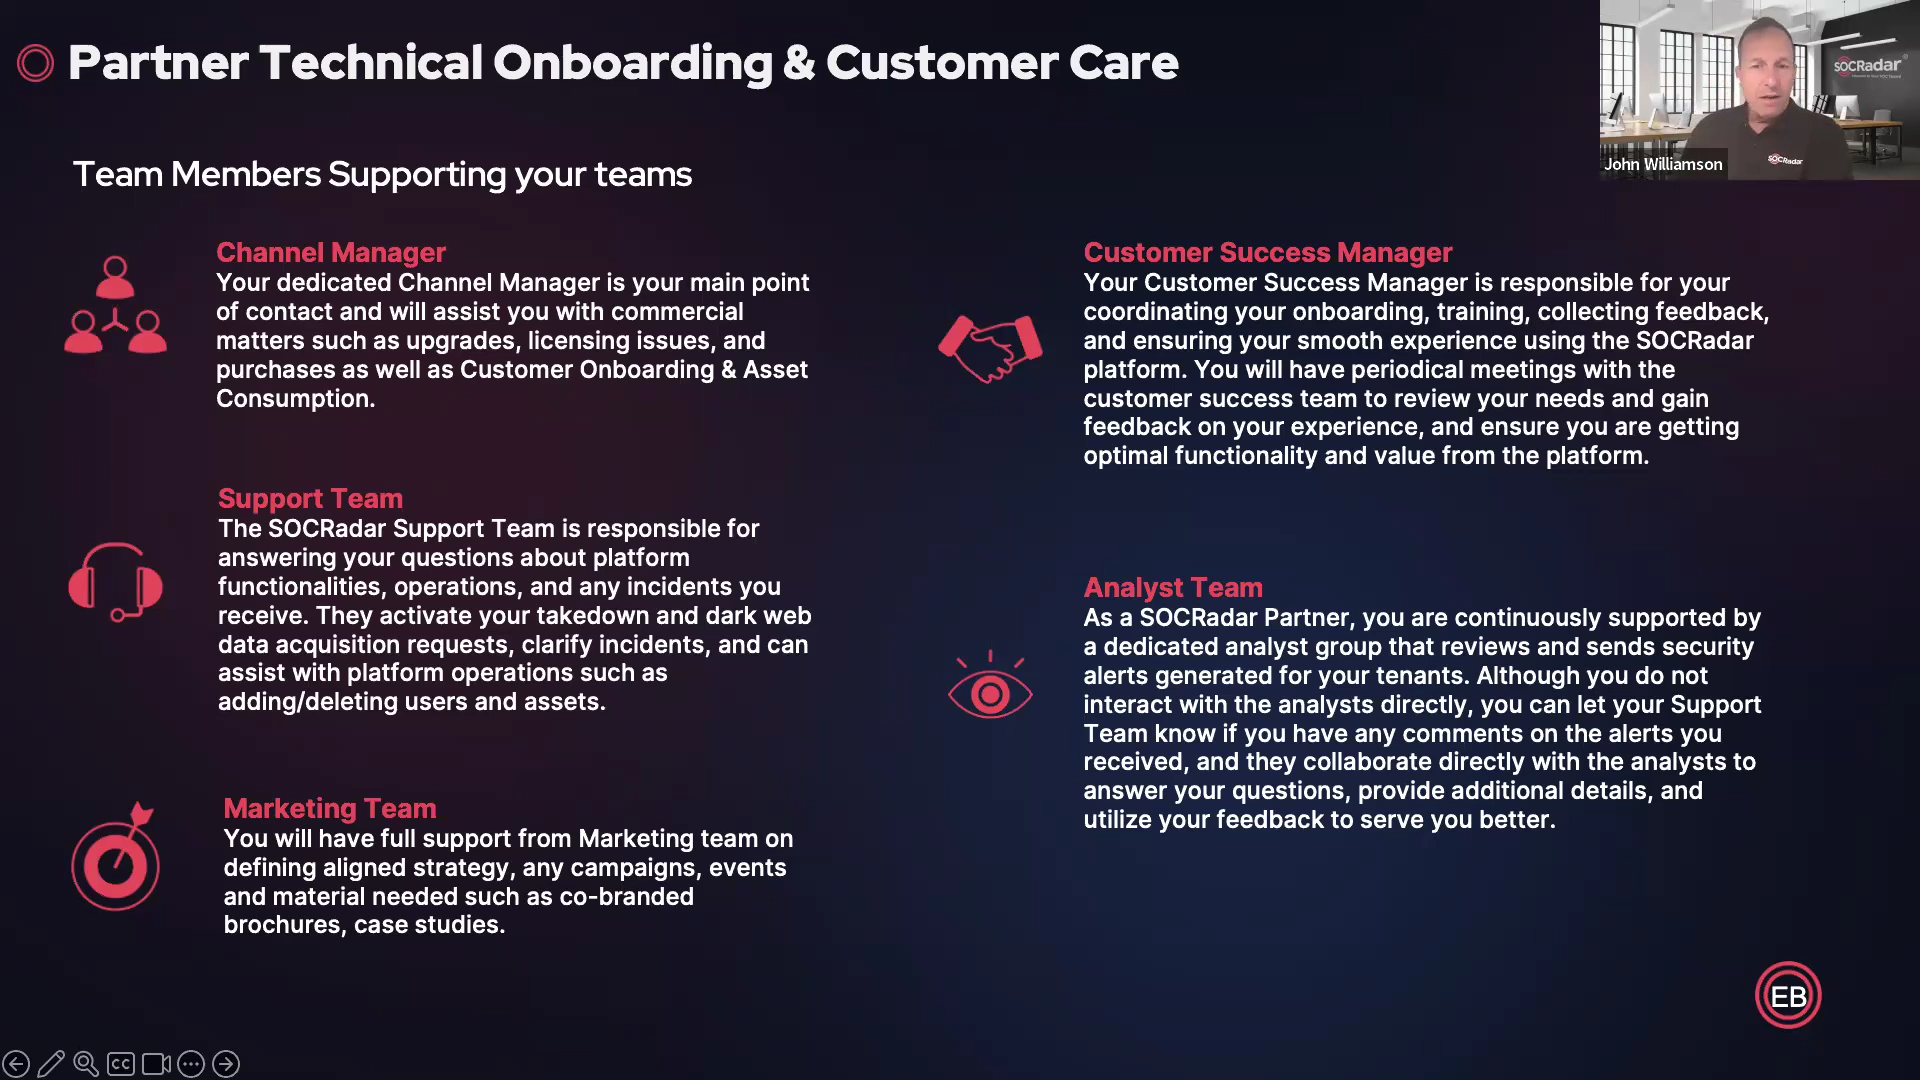 Partner Technical Onboarding & Customer Care
SOCRadar
John Williamson
SOCRadar
Team Members Supporting your teams
Channel Manager
Your dedicated Channel Manager is your main point
of contact and will assist you with commercial
matters such as upgrades, licensing issues, and
purchases as well as Customer Onboarding & Asset
Consumption.
Support Team
The SOCRadar Support Team is responsible for
answering your questions about platform
functionalities, operations, and any incidents you
receive. They activate your takedown and dark web
data acquisition requests, clarify incidents, and can
assist with platform operations such as
adding/deleting users and assets.
Marketing Team
You will have full support from Marketing team on
defining aligned strategy, any campaigns, events
and material needed such as co-branded
brochures, case studies.
Customer Success Manager
Your Customer Success Manager is responsible for your
coordinating your onboarding, training, collecting feedback,
and ensuring your smooth experience using the SOCRadar
platform. You will have periodical meetings with the
customer success team to review your needs and gain
feedback on your experience, and ensure you are getting
optimal functionality and value from the platform.
Analyst Team
As a SOCRadar Partner, you are continuously supported by
a dedicated analyst group that reviews and sends security
alerts generated for your tenants. Although you do not
interact with the analysts directly, you can let your Support
Team know if you have any comments on the alerts you
received, and they collaborate directly with the analysts to
answer your questions, provide additional details, and
utilize your feedback to serve you better.
EB
CC